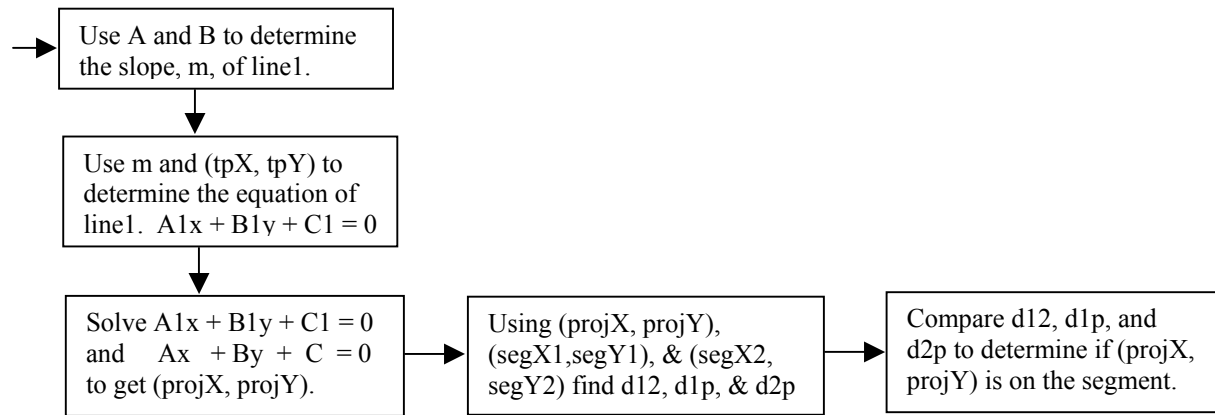 Use A and B to determine
the slope, m, of line1.
Use m and (tpX, tpY) to
determine the equation of
line1. A1x + B1y + C1 = 0
Solve A1x + B1y + C1 = 0
and Ax + By + C = 0
to get (projX, projY).
Using (projX, projY),
(segX1,segY1), & (segX2,
segY2) find d12, d1p, & d2p
Compare d12, d1p, and
d2p to determine if (projX,
projY) is on the segment.